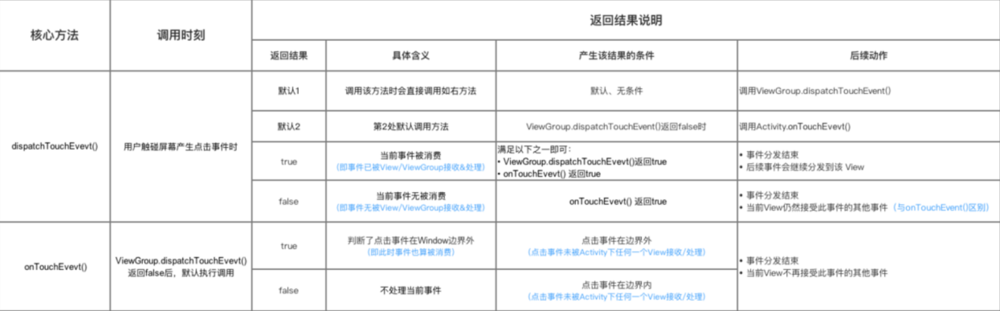 核心方法
调用时刻
返回结果说明
返回结果
具体含义
产生该结果的条件
后续动作
dispatchTouchEvevt()
用户触碰屏幕产生点击事件时
默认1
调用该方法时会直接调用如右方法
默认、无条件
调用ViewGroup.dispatchTouchEvent()
默认2
第2处默认调用方法
ViewGroup.dispatchTouchEvent()返回false时
调用Activity.onTouchEvevt()
true
当前事件被消费
(即事件已被View/ViewGroup接收&处理)
满足以下之一即可:
• ViewGroup.dispatchTouchEvevt()返回true
• onTouchEvevt() 返回true
• 事件分发结束
• 后续事件会继续分发到该 View
false
当前事件无被消费
(即事件无被View/ViewGroup接收&处理)
onTouchEvevt() 返回true
• 事件分发结束
• 当前View仍然接受此事件的其他事件（与onTouchEvent()区别）
onTouchEvevt()
ViewGroup.dispatchTouchEvevt()
返回false后，默认执行调用
true
判断了点击事件在Window边界外
(即此时事件也算被消费)
点击事件在边界外
(点击事件未被Activity下任何一个View接收/处理)
• 事件分发结束
• 当前View不再接受此事件的其他事件
false
不处理当前事件
点击事件在边界内
(点击事件未被Activity下任何一个View接收/处理)